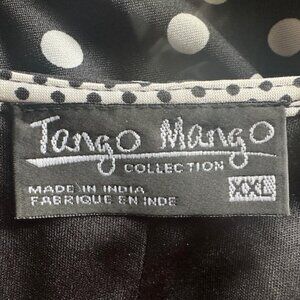 Tango Mango
COLLECTION
MADE IN INDIA
FABRIQUE EN INDE
XXL